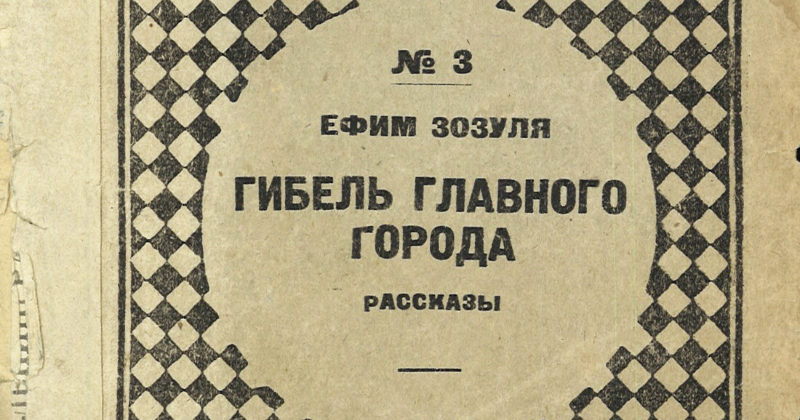 № 3
ЕФИМ ЗОЗУЛЯ
ГИБЕЛЬ ГЛАВНОГО
ГОРОДА
РАССКАЗЫ